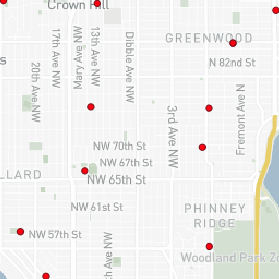 Crown Hill
GREENWOOD
13th Ave NW
Mary Ave NW
Dibble Ave NW
17th Ave NW
20th Ave NW
N 82nd St
s
3rd Ave NW
Fremont Ave N
NW 70th St
NW 67th St
LLARD
NW 65th St
NW 61st St
PHINNEY
RIDGE
NW 57th St
Woodland Park Zo
Ave NW